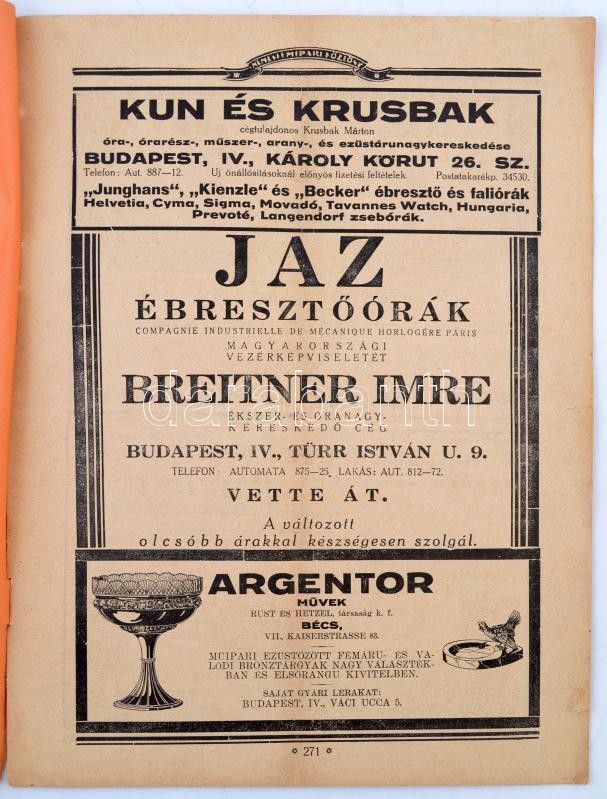 NEMESFÉMIPARI KÖZLÖNY
KUN ÉS KRUSBAK
cégtulajdonos Krusbak Márton
óra-, órarész-, műszer-, arany-, és ezüstárunagykereskedése
BUDAPEST, IV., KÁROLY KÖRUT 26. SZ.
Telefon: Aut. 887—12. Uj önállósitásoknál előnyös fizetési feltételek. Postatakarékp. 34530.
„Junghans“, „Kienzle“ és „Becker“ ébresztő és faliórák
Helvetia, Cyma, Sigma, Movadó, Tavannes Watch, Hungaria,
Prevoté, Langendorf zsebórák.
JAZ
ÉBRESZTŐÓRÁK
COMPAGNIE INDUSTRIELLE DE MÉCANIQUE HORLOGÈRE PÁRIS
MAGYARORSZÁGI
VEZÉRKÉPVISELETÉT
BREITNER IMRE
darabanth
ÉKSZER- ÉS ÓRANAGY-
KERESKEDŐ CÉG
BUDAPEST, IV., TÜRR ISTVÁN U. 9.
TELEFON: AUTOMATA 875—25, LAKÁS: AUT. 812—72.
VETTE ÁT.
A változott
olcsóbb árakkal készségesen szolgál.
ARGENTOR
MŰVEK
RUST ÉS HETZEL, társaság k. f.
BÉCS,
VII., KAISERSTRASSE 83.
MŰIPARI EZÜSTÖZÖTT FÉMÁRU- ÉS VA-
LÓDI BRONZTÁRGYAK NAGY VÁLASZTÉK-
BAN ÉS ELSŐRANGU KIVITELBEN.
SAJÁT GYÁRI LERAKAT:
BUDAPEST, IV., VÁCI UCCA 5.
271